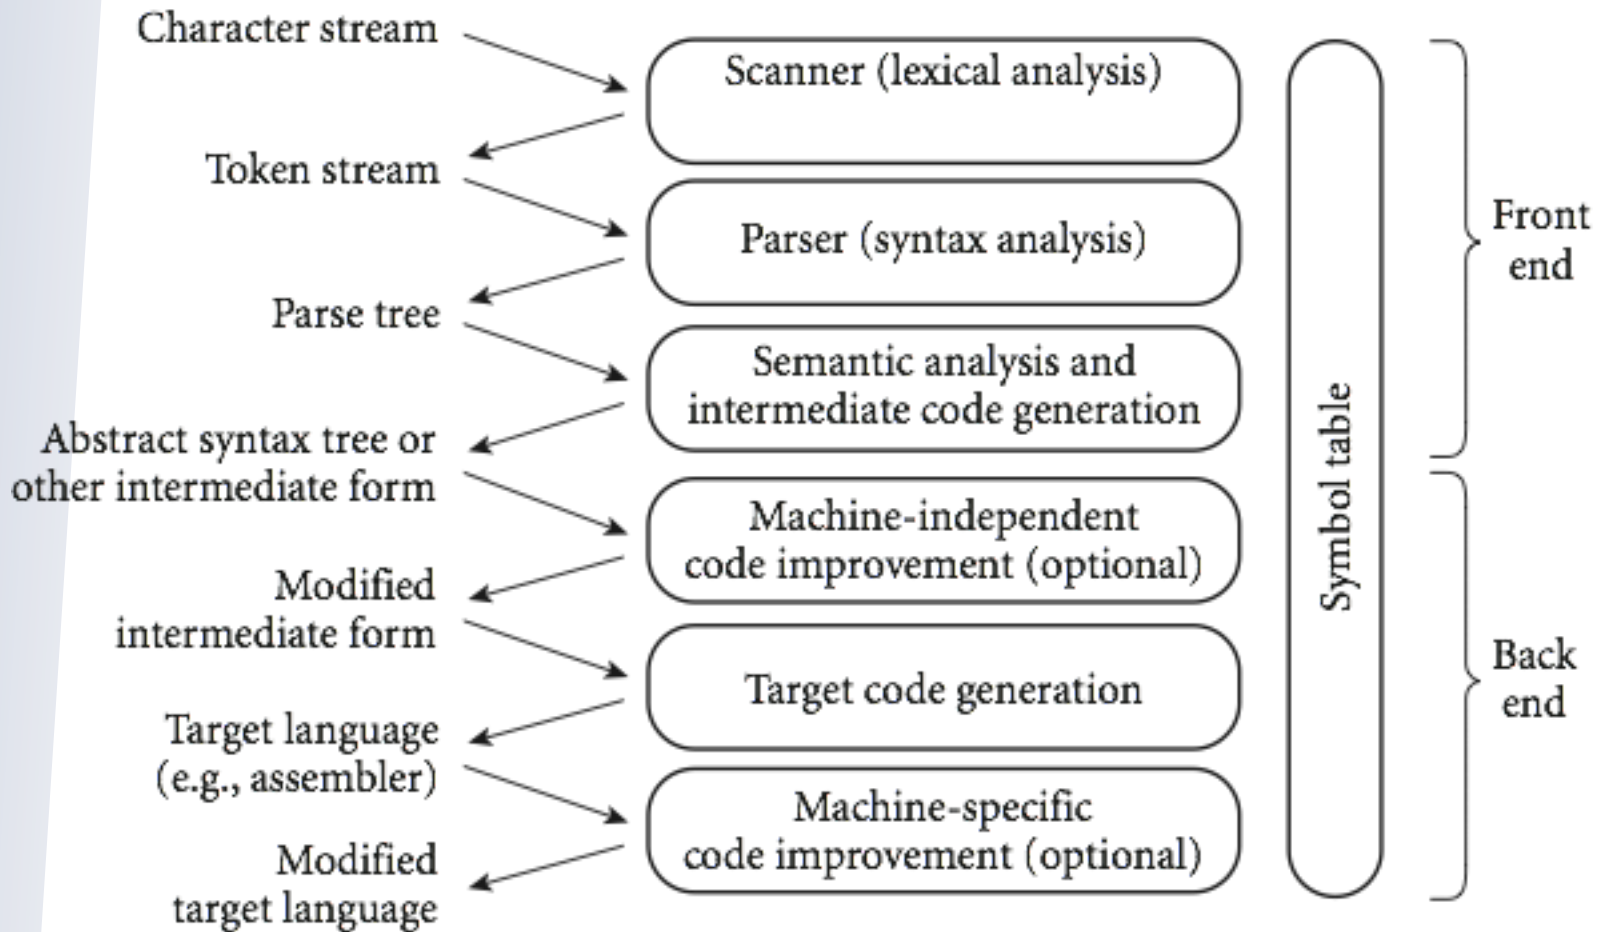 Character stream
Scanner (lexical analysis)
Token stream
Parser (syntax analysis)
Parse tree
Semantic analysis and
intermediate code generation
Abstract syntax tree or
other intermediate form
Machine-independent
code improvement (optional)
Modified
intermediate form
Target code generation
Target language
(e.g., assembler)
Machine-specific
code improvement (optional)
Modified
target language
Symbol table
Front
end
Back
end